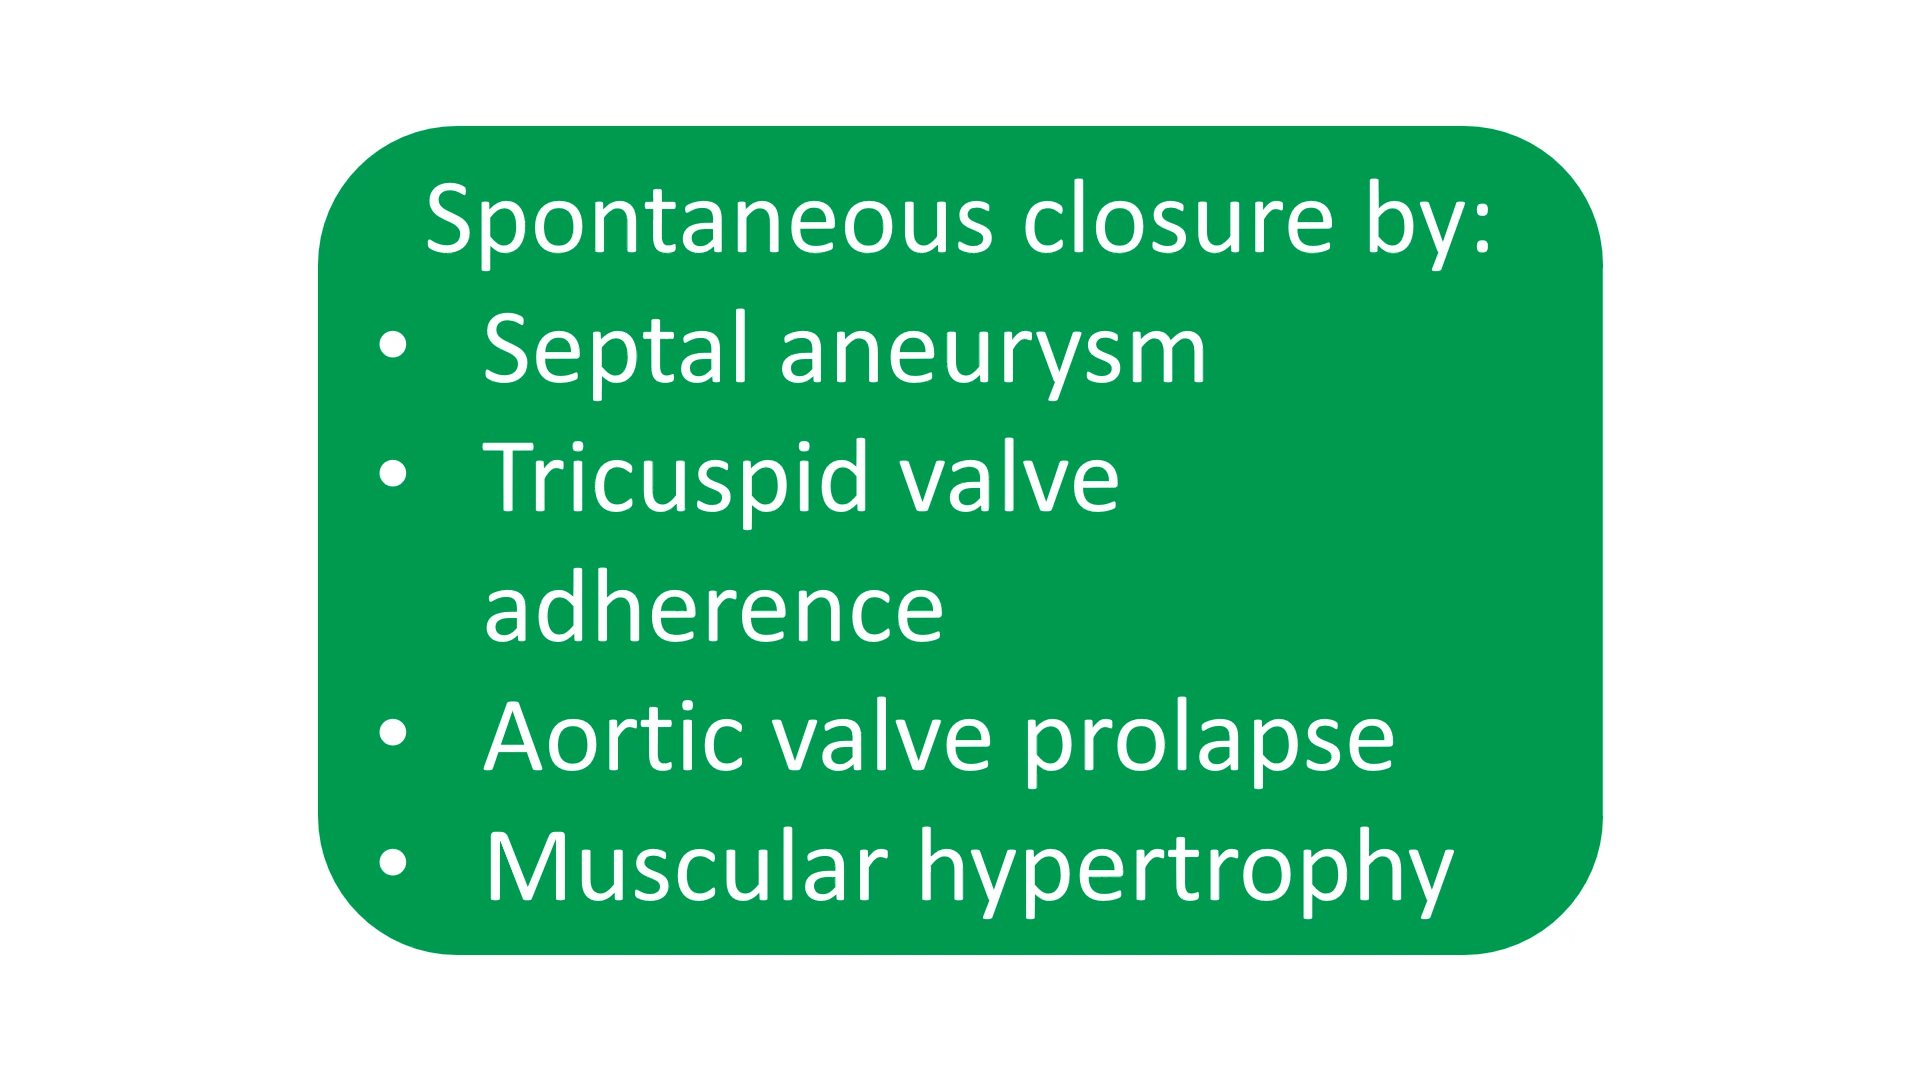 Spontaneous closure by:
• Septal aneurysm
• Tricuspid valve
adherence
• Aortic valve prolapse
• Muscular hypertrophy